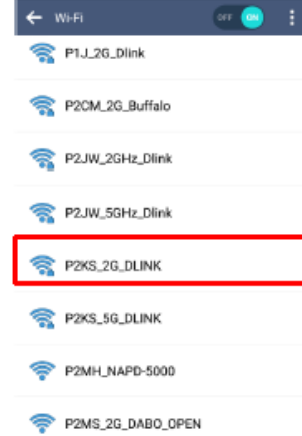 Wi-Fi OFF ON
P1J_2G_Dlink
P2CM_2G_Buffalo
P2JW_2GHz_Dlink
P2JW_5GHz_Dlink
P2KS_2G_DLINK
P2KS_5G_DLINK
P2MH_NAPD-5000
P2MS_2G_DABO_OPEN